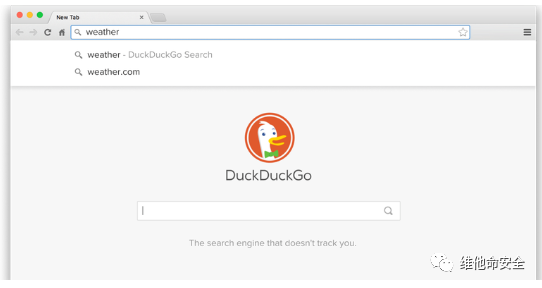 New Tab
weather
weather - DuckDuckGo Search
weather.com
DuckDuckGo
The search engine that doesn't track you.
维他命安全